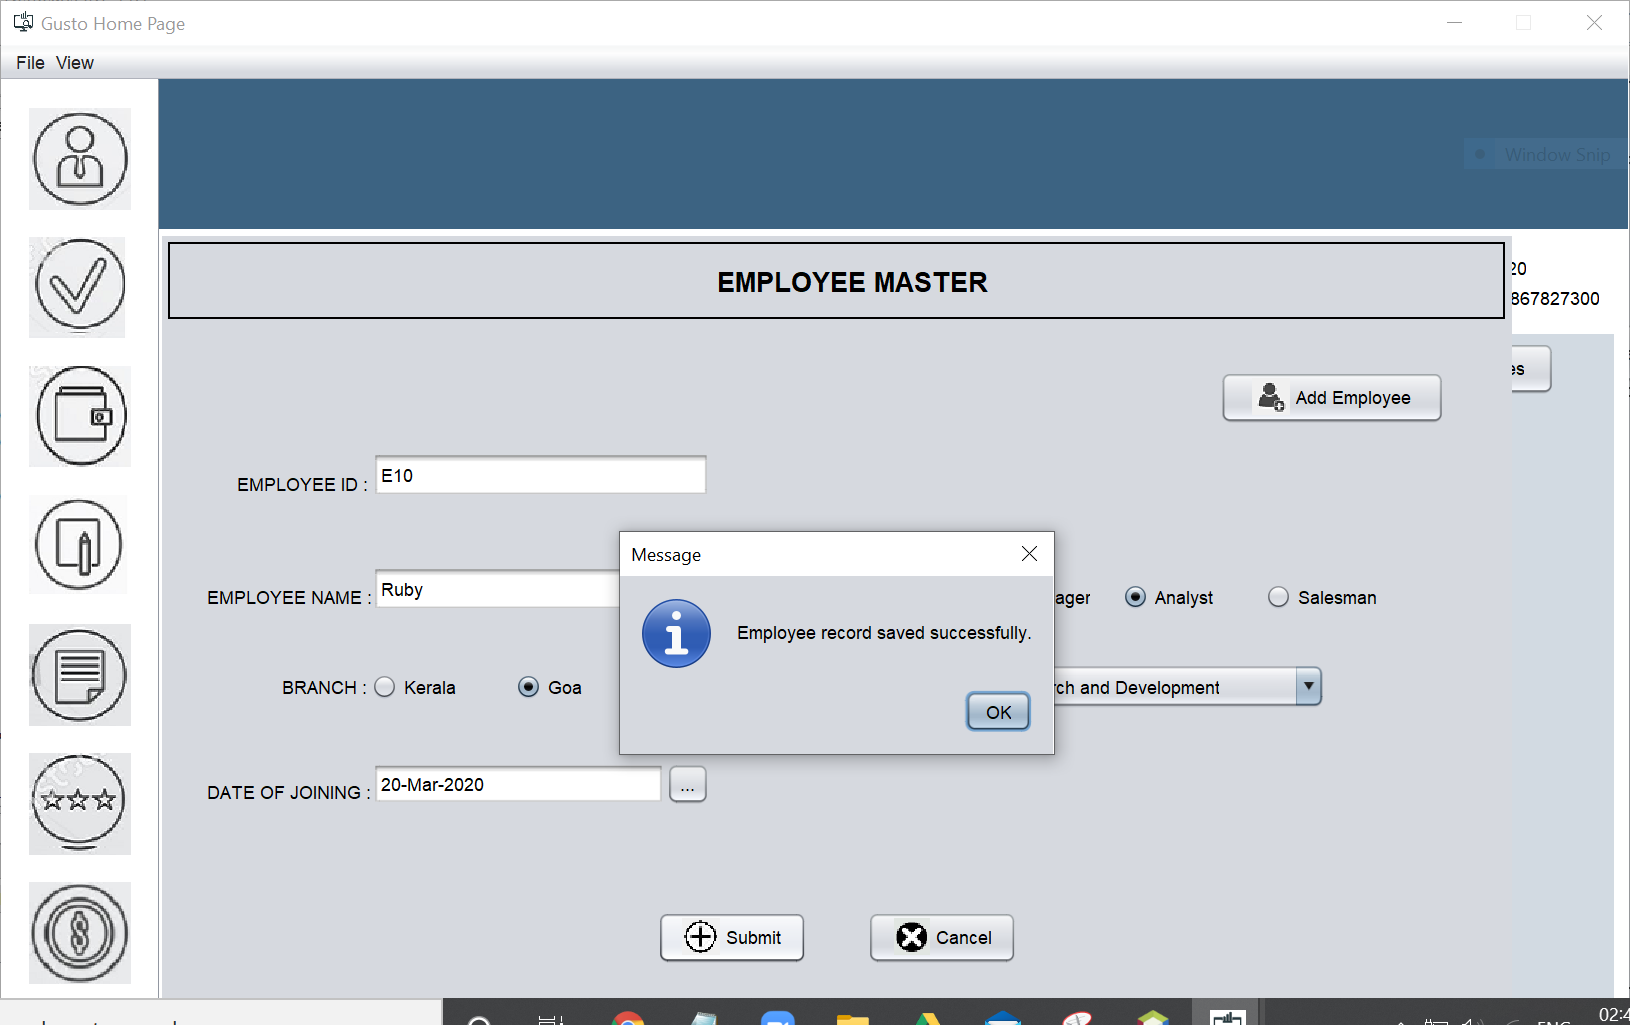 Gusto Home Page
File View
Window Snip
EMPLOYEE MASTER
20
867827300
es
Add Employee
EMPLOYEE ID : E10
EMPLOYEE NAME : Ruby
ager Analyst Salesman
Message
Employee record saved successfully.
OK
BRANCH : Kerala Goa
ch and Development
DATE OF JOINING : 20-Mar-2020 ...
Submit Cancel
02:4
ENG